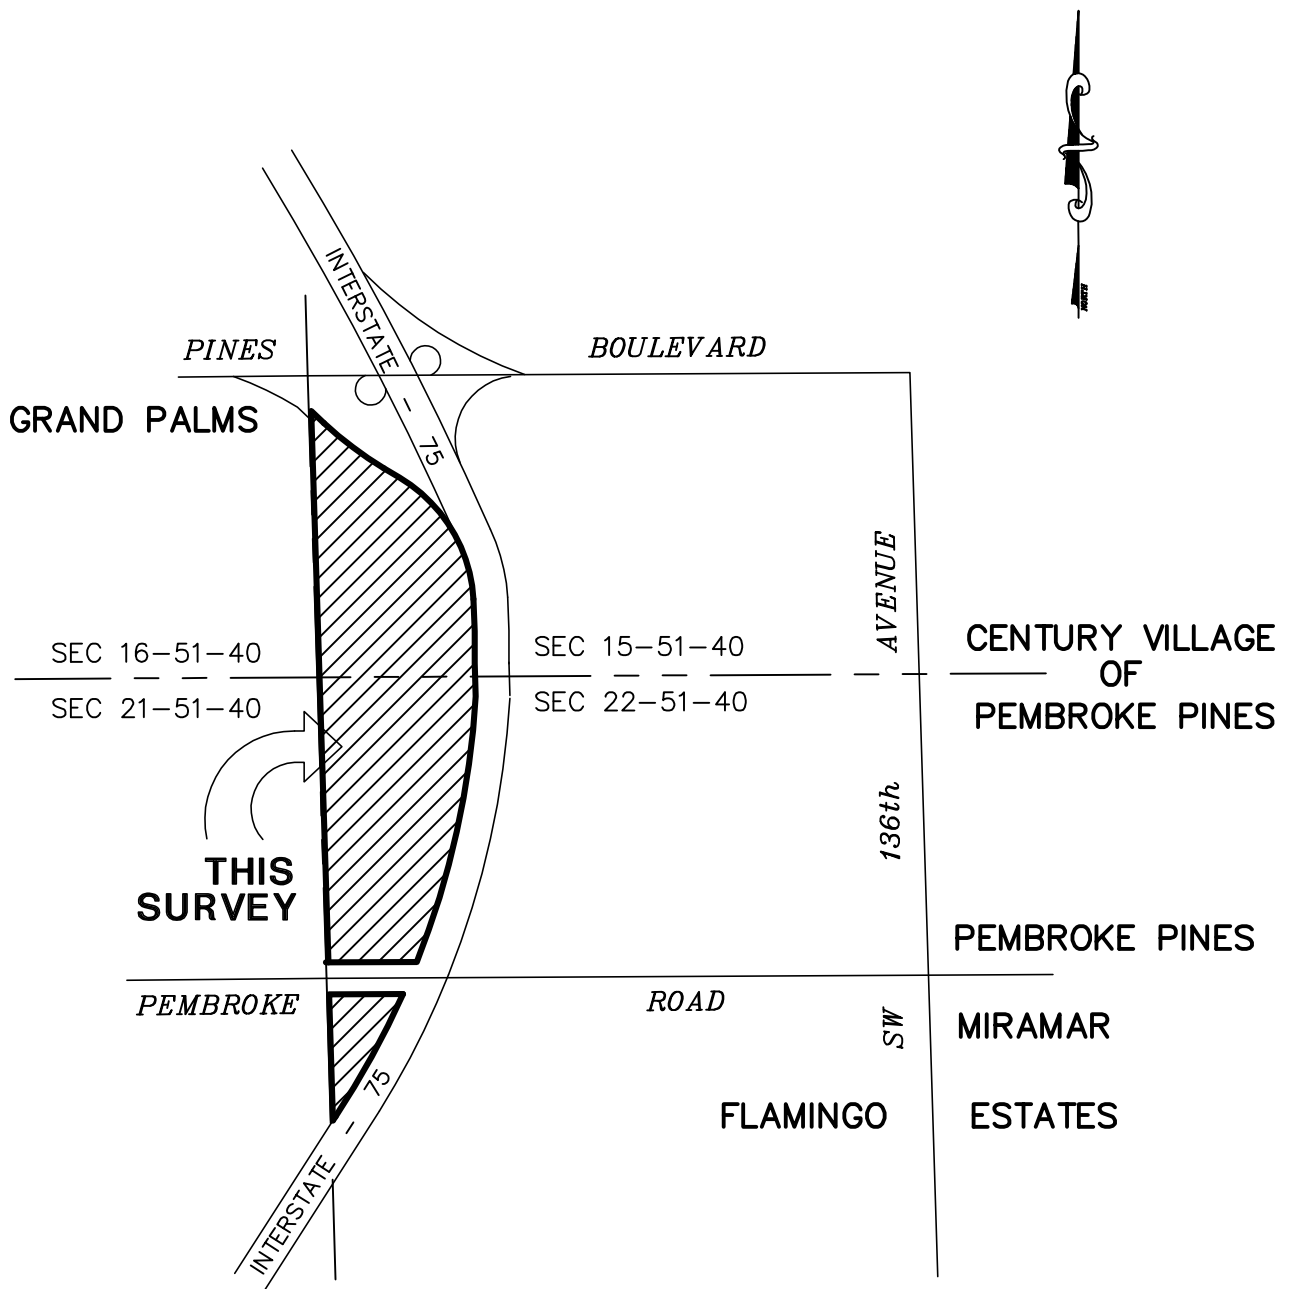 NORTH
INTERSTATE - 75
PINES BOULEVARD
GRAND PALMS
AVENUE
SEC 16-51-40
SEC 15-51-40
CENTURY VILLAGE
OF
PEMBROKE PINES
SEC 21-51-40
SEC 22-51-40
136th
THIS
SURVEY
PEMBROKE PINES
PEMBROKE ROAD
SW
MIRAMAR
FLAMINGO ESTATES
INTERSTATE - 75